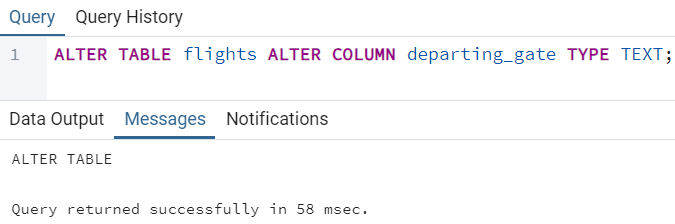 Query Query History
1 ALTER TABLE flights ALTER COLUMN departing_gate TYPE TEXT;
Data Output Messages Notifications
ALTER TABLE
Query returned successfully in 58 msec.